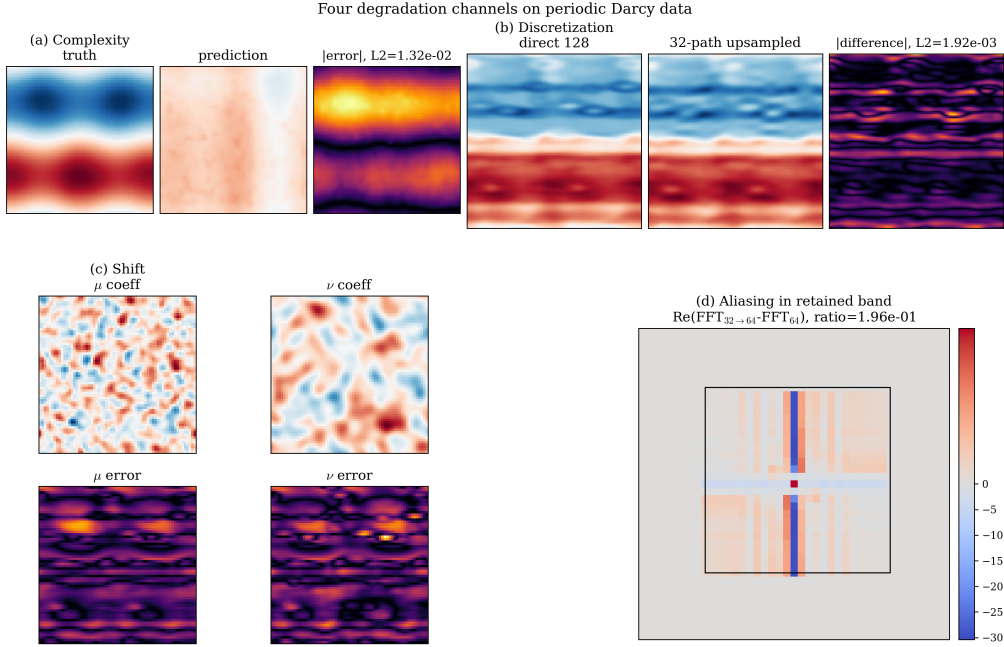 Four degradation channels on periodic Darcy data
(a) Complexity
truth
prediction
|error|, L2=1.32e-02
(b) Discretization
direct 128
32-path upsampled
|difference|, L2=1.92e-03
(c) Shift
μ coeff
ν coeff
μ error
ν error
(d) Aliasing in retained band
Re(FFT₃₂→₆₄-FFT₆₄), ratio=1.96e-01
0
−5
−10
−15
−20
−25
−30